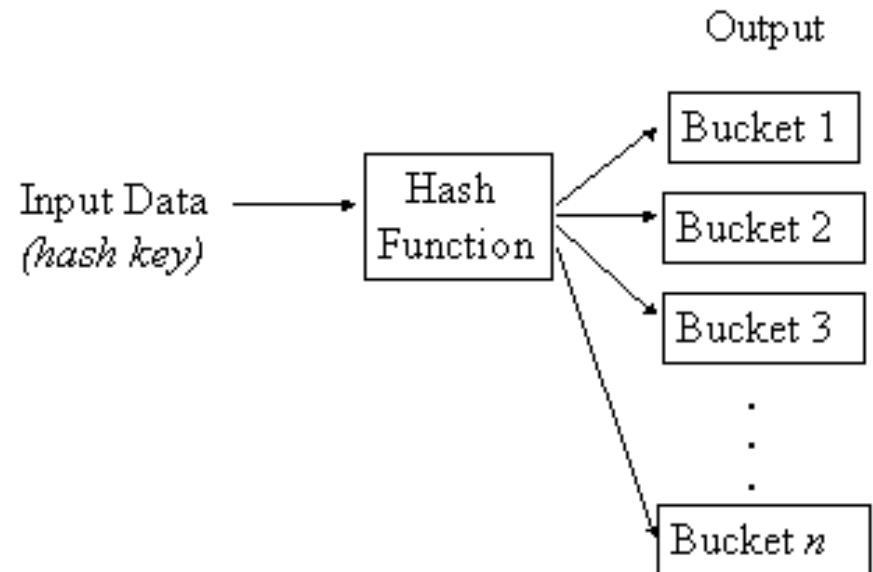 Output
Input Data
(hash key)
Hash
Function
Bucket 1
Bucket 2
Bucket 3
Bucket n